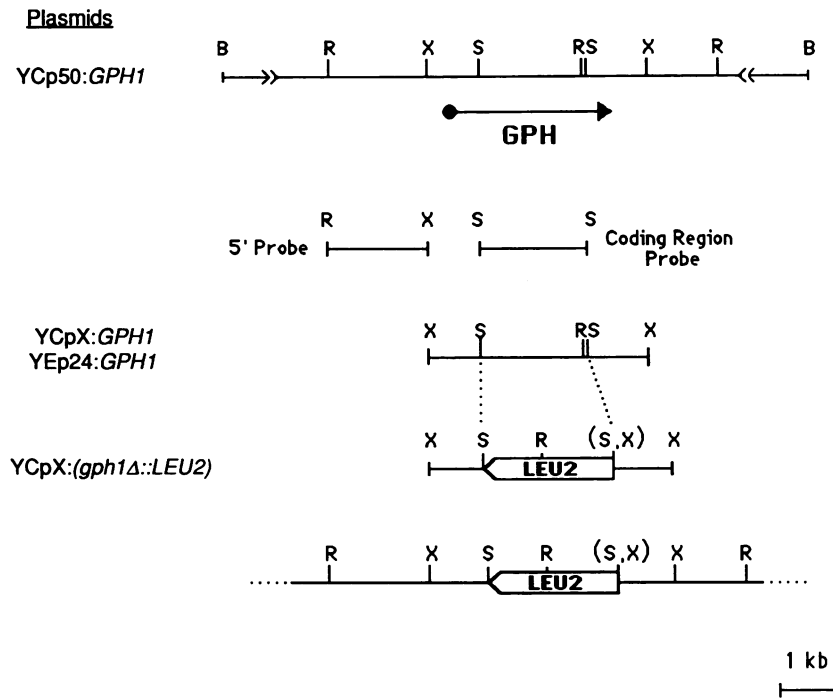 Plasmids
B R X S RS X R B
YCp50:GPH1
GPH
R X S S
5' Probe
Coding Region
Probe
X S RS X
YCpX:GPH1
YEp24:GPH1
X S R (S,X) X
YCpX:(gph1Δ::LEU2)
LEU2
R X S R (S,X) X R
LEU2
1 kb